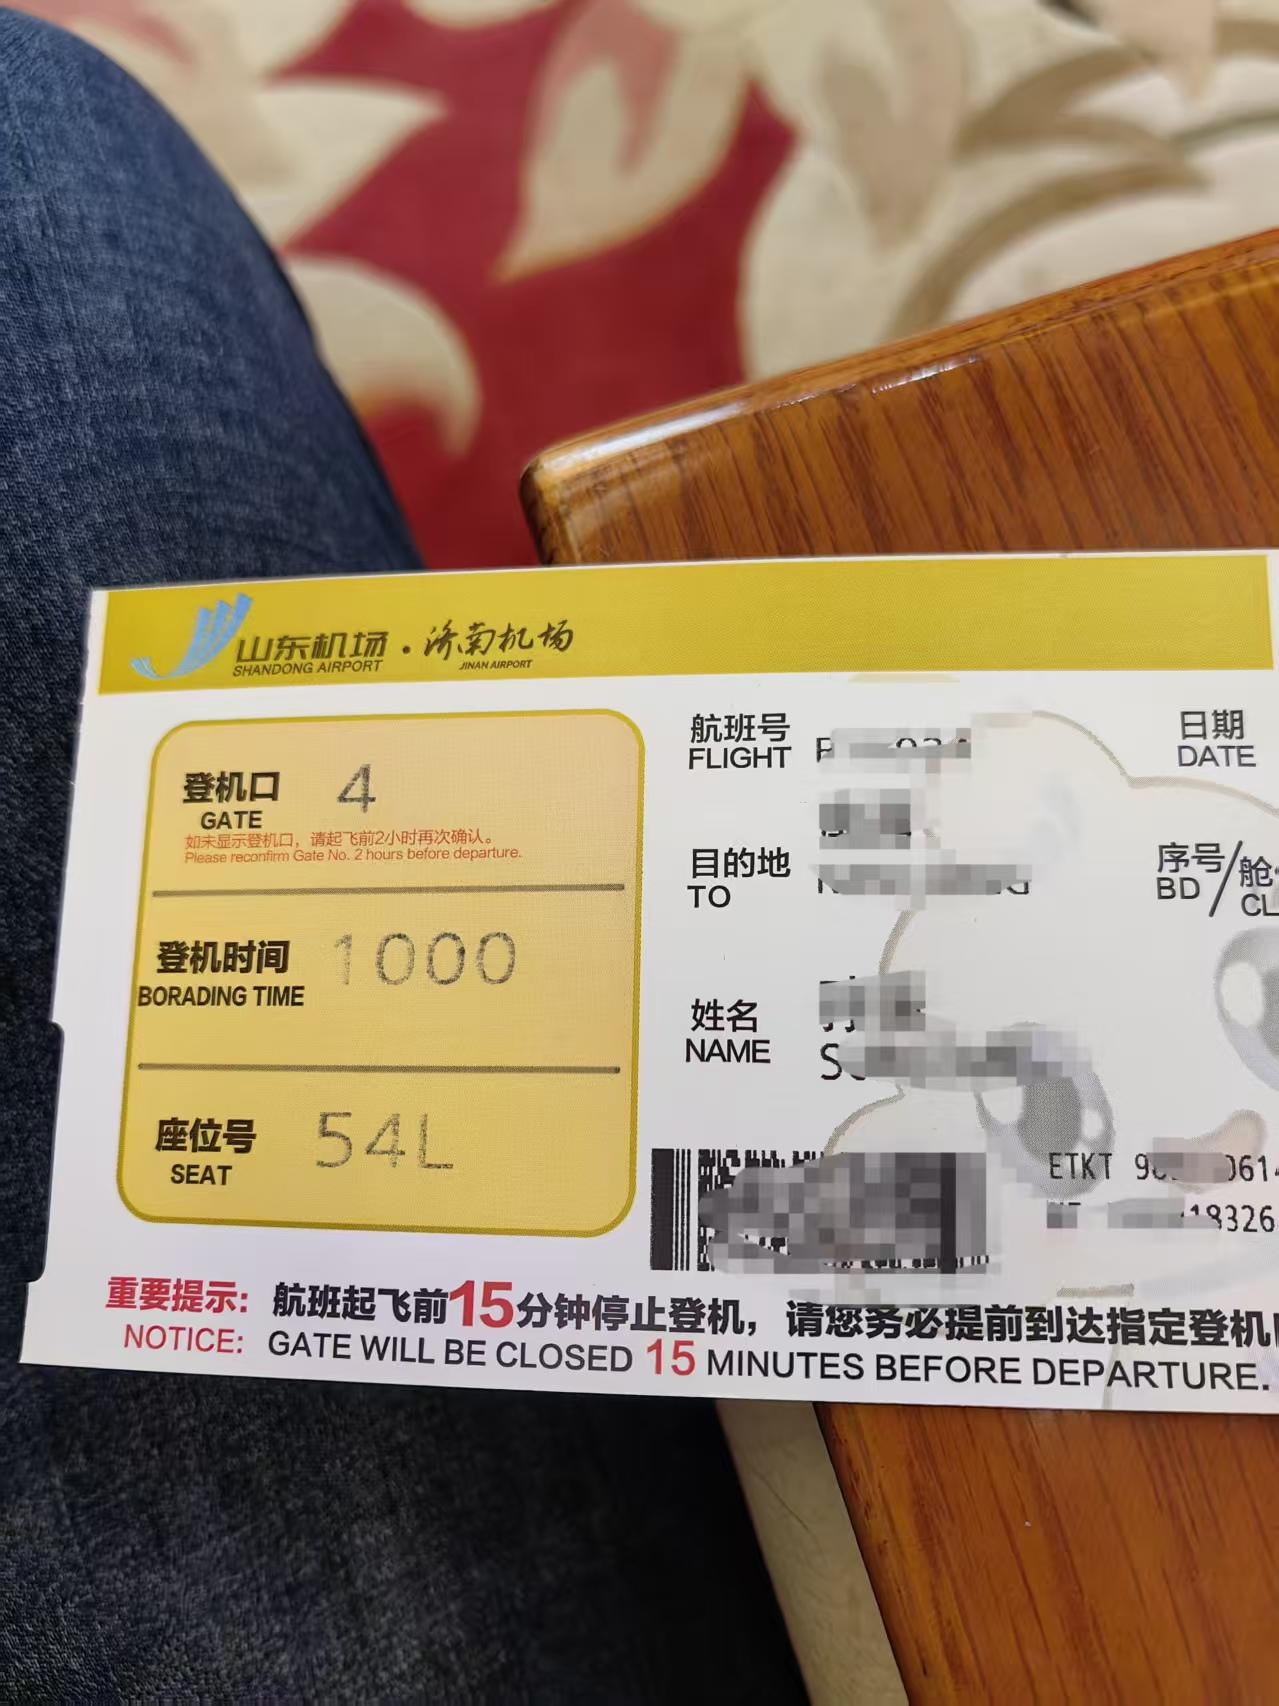 山东机场·济南机场
SHANDONG AIRPORT JINAN AIRPORT
登机口 4
GATE
如未显示登机口，请起飞前2小时再次确认。
Please reconfirm Gate No. 2 hours before departure.
登机时间 1000
BORADING TIME
座位号 54L
SEAT
航班号
FLIGHT
日期
DATE
目的地
TO
序号/舱
BD/CL
姓名
NAME
ETKT
18326
重要提示：航班起飞前15分钟停止登机，请您务必提前到达指定登机
NOTICE: GATE WILL BE CLOSED 15 MINUTES BEFORE DEPARTURE.